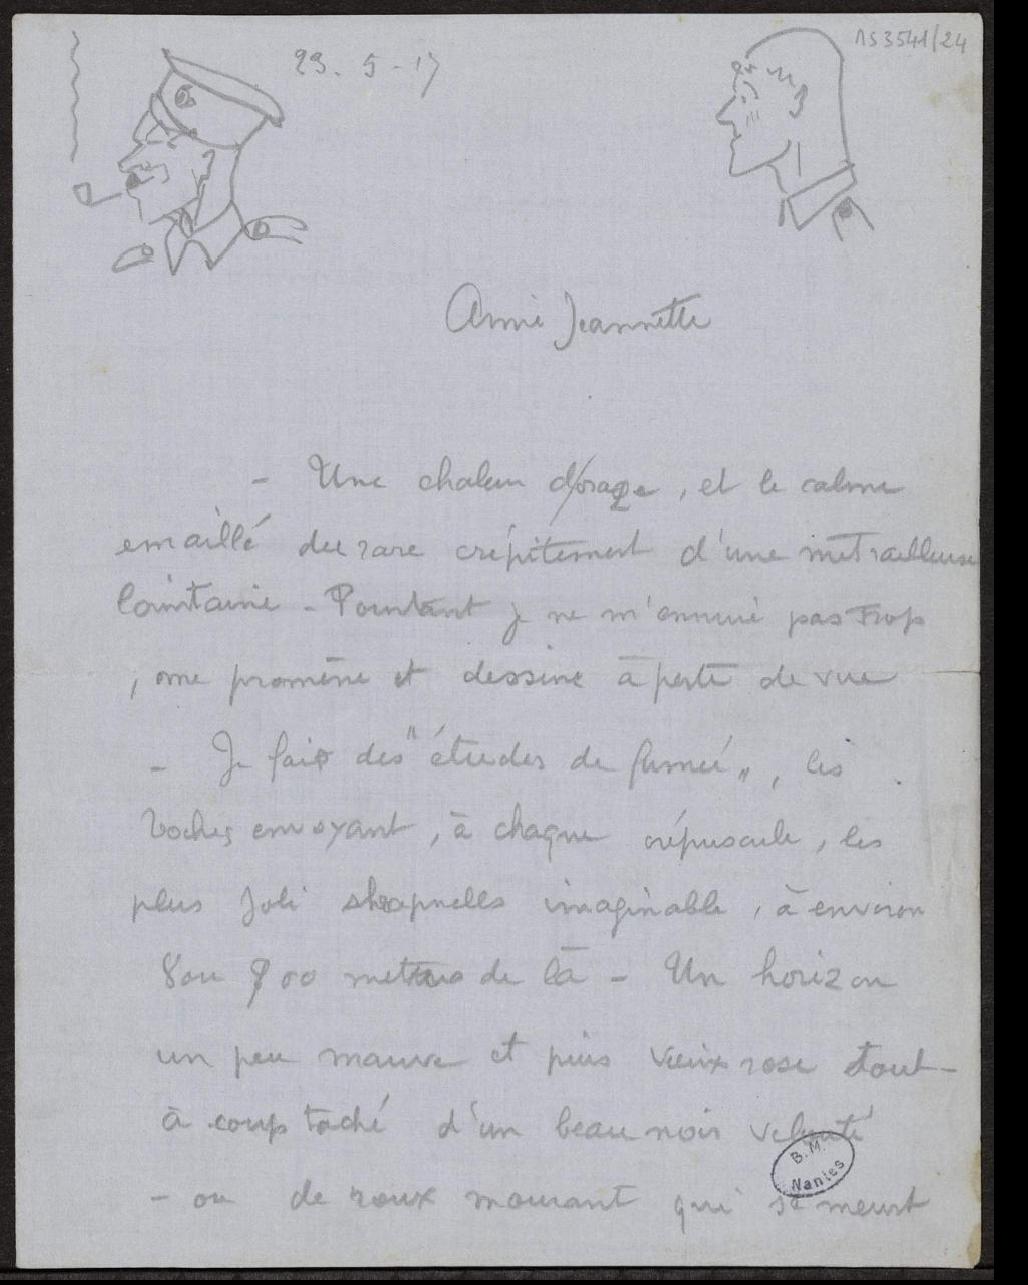 23. 5 - 17
MS3541/24
Amie Jeannette
- Une chaleur d'orage, et le calme
emaillé du rare crépitement d'une mitrailleuse
lointaine - Pourtant je ne m'ennuie pas trop
, me promène et dessine à perte de vue
- Je fais des "études de fumée", les
boches envoyant, à chaque crépuscule, les
plus joli shrapnells imaginable, à environ
8 ou 900 metres de là - Un horizon
un peu mauve et puis vieux rose tout-
à coup taché d'un beau noir velouté
- ou de roux mourant qui se meurt
B.M.
Nantes